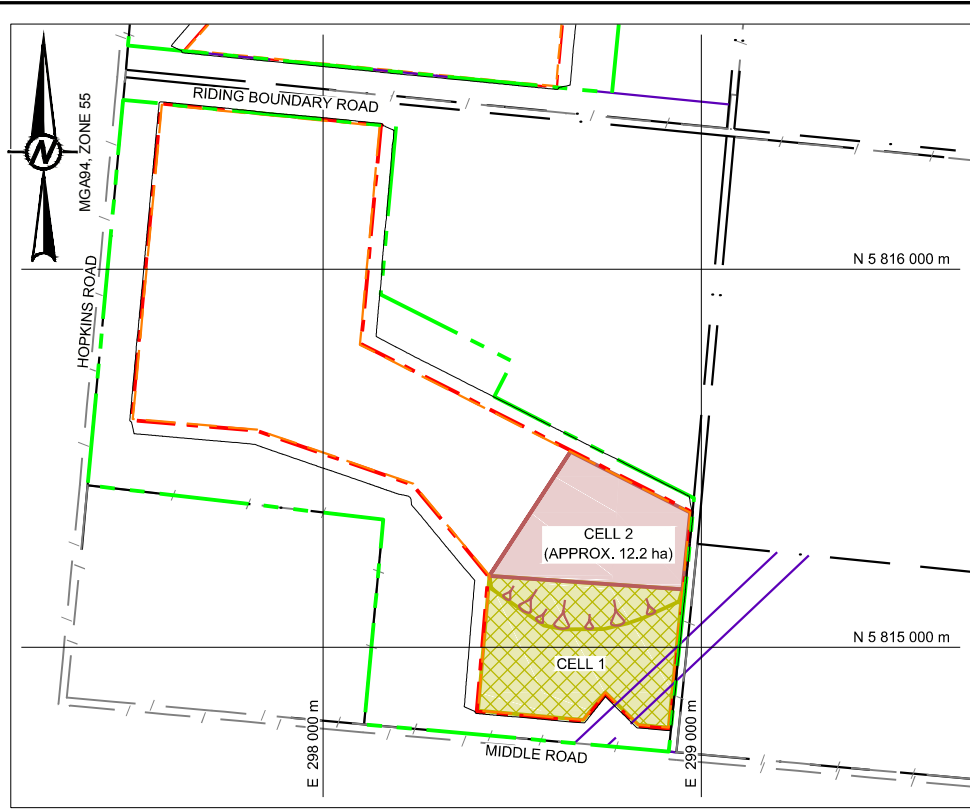 RIDING BOUNDARY ROAD
MGA94, ZONE 55
N
N 5 816 000 m
HOPKINS ROAD
CELL 2
(APPROX. 12.2 ha)
N 5 815 000 m
CELL 1
E 298 000 m
E 299 000 m
MIDDLE ROAD